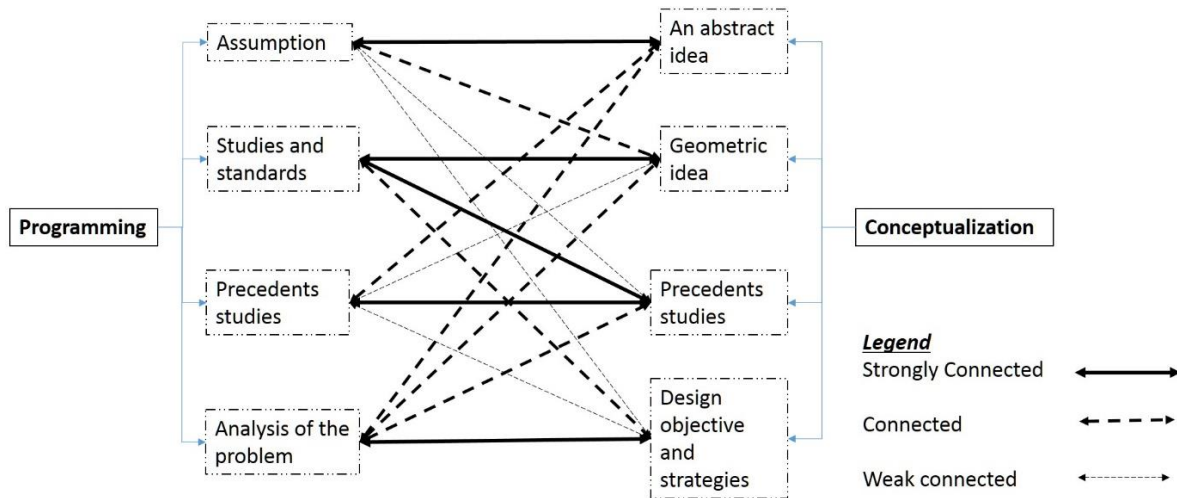 Programming
Assumption
Studies and
standards
Precedents
studies
Analysis of the
problem
An abstract
idea
Geometric
idea
Precedents
studies
Design
objective and
strategies
Conceptualization
Legend
Strongly Connected
Connected
Weak connected